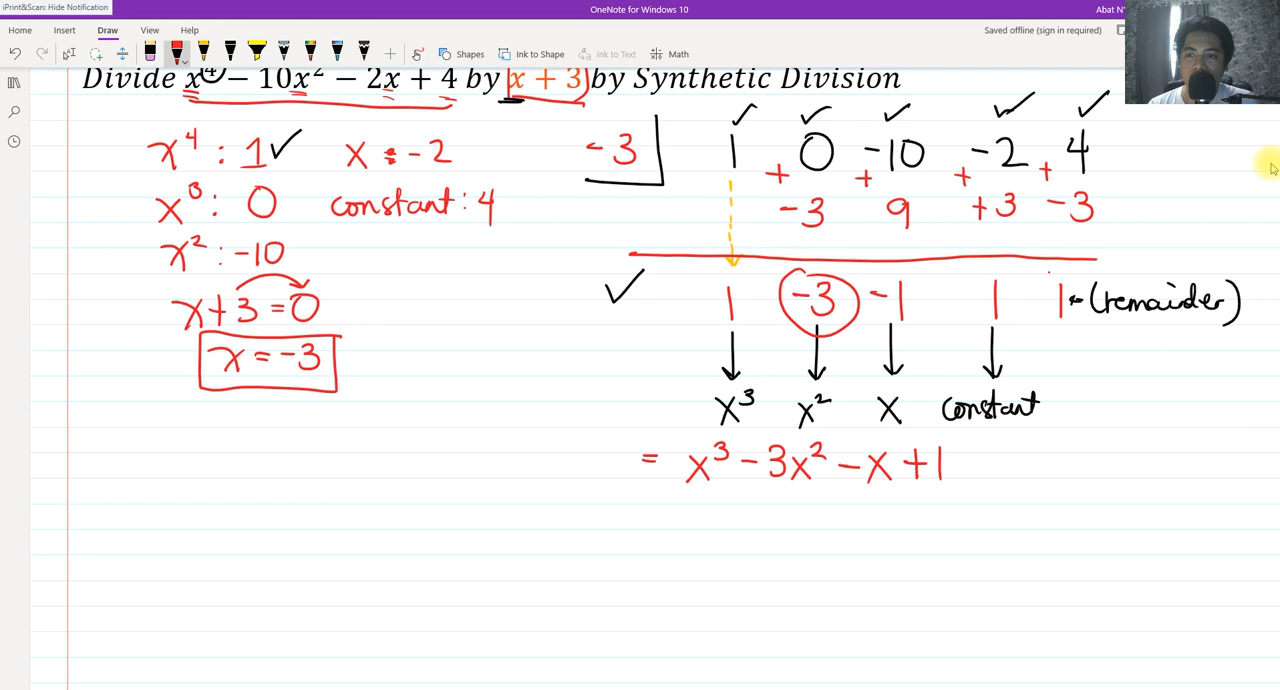 iPrint&Scan: Hide Notification
OneNote for Windows 10
Abat N
Home Insert Draw View Help
Saved offline (sign in required)
Shapes Ink to Shape Ink to Text Math
Divide x⁴ − 10x² − 2x + 4 by x + 3 by Synthetic Division
x⁴ : 1 ✓ x : -2
x³ : 0 constant : 4
x² : -10
x + 3 = 0
x = -3
-3 1 0 -10 -2 4
+ + + +
-3 9 +3 -3
✓ 1 -3 -1 1 1 ← (remainder)
x³ x² x constant
= x³ - 3x² - x + 1